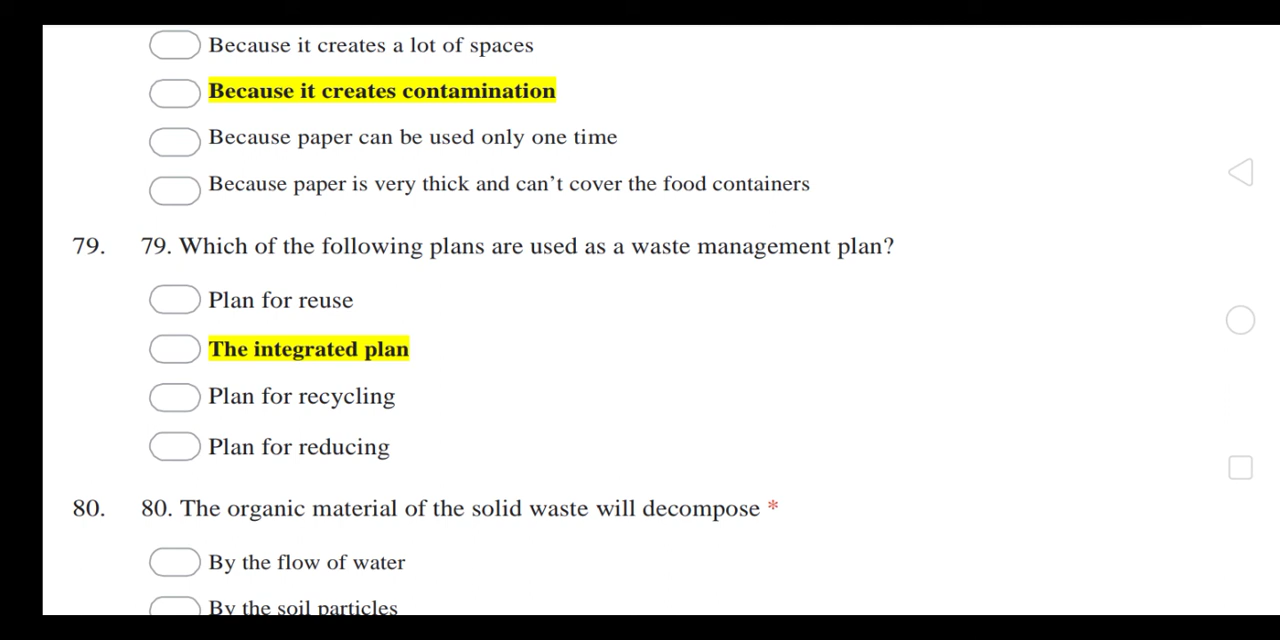 Because it creates a lot of spaces
Because it creates contamination
Because paper can be used only one time
Because paper is very thick and can’t cover the food containers
79. 79. Which of the following plans are used as a waste management plan?
Plan for reuse
The integrated plan
Plan for recycling
Plan for reducing
80. 80. The organic material of the solid waste will decompose *
By the flow of water
By the soil particles